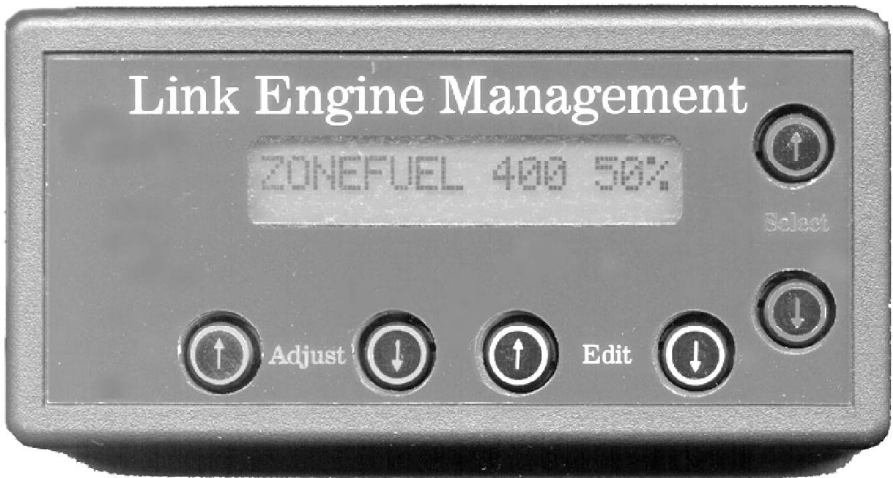 Link Engine Management
ZONEFUEL 400 50%
Select
Adjust
Edit